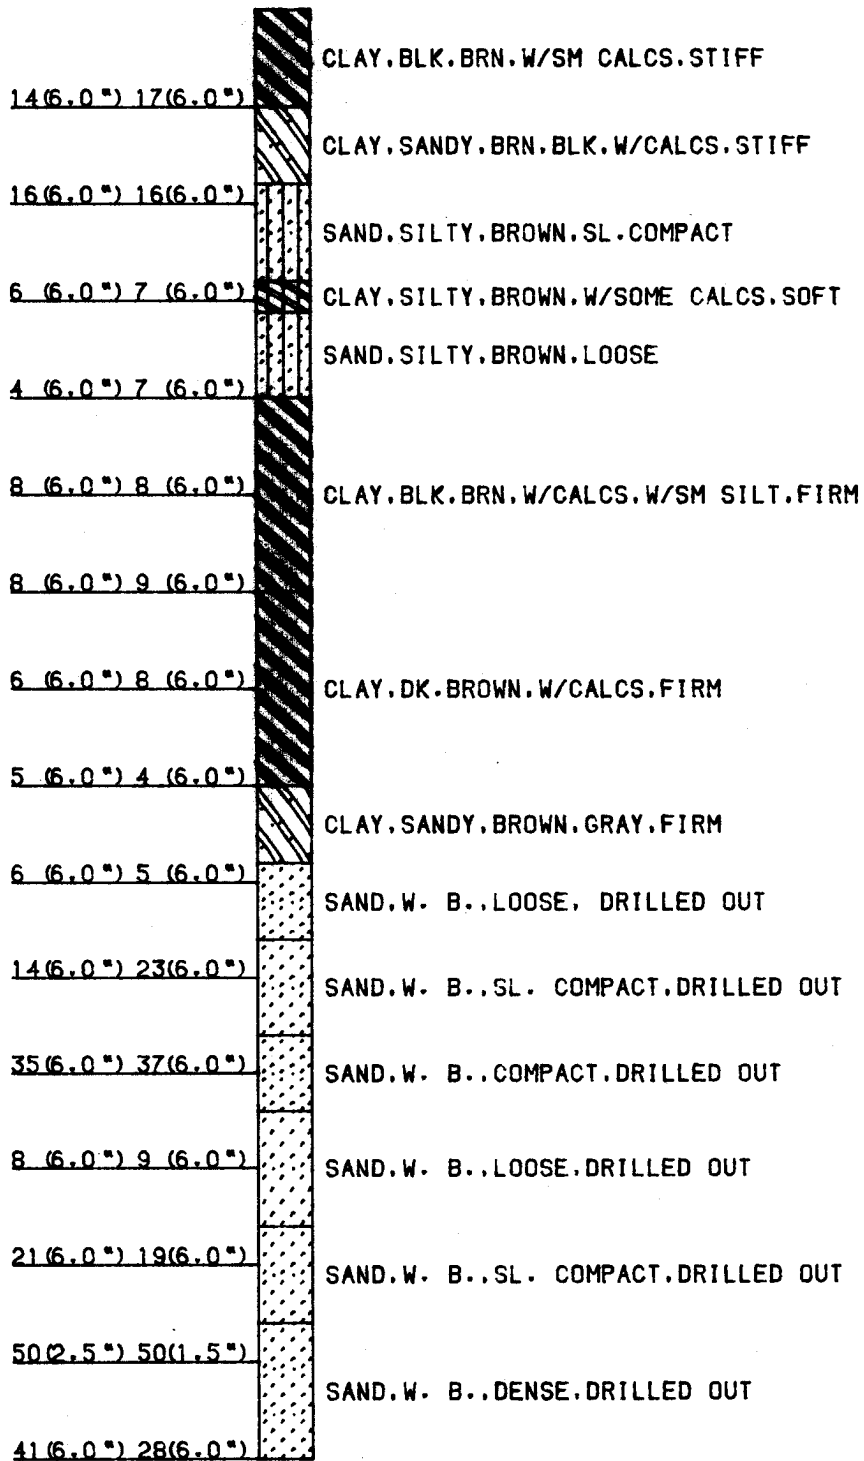 CLAY.BLK.BRN.W/SM CALCS.STIFF
14(6.0") 17(6.0")
CLAY.SANDY.BRN.BLK.W/CALCS.STIFF
16(6.0") 16(6.0")
SAND.SILTY.BROWN.SL.COMPACT
6 (6.0") 7 (6.0")
CLAY.SILTY.BROWN.W/SOME CALCS.SOFT
SAND.SILTY.BROWN.LOOSE
4 (6.0") 7 (6.0")
8 (6.0") 8 (6.0")
CLAY.BLK.BRN.W/CALCS.W/SM SILT.FIRM
8 (6.0") 9 (6.0")
6 (6.0") 8 (6.0")
CLAY.DK.BROWN.W/CALCS.FIRM
5 (6.0") 4 (6.0")
CLAY.SANDY.BROWN.GRAY.FIRM
6 (6.0") 5 (6.0")
SAND.W. B..LOOSE. DRILLED OUT
14(6.0") 23(6.0")
SAND.W. B..SL. COMPACT.DRILLED OUT
35(6.0") 37(6.0")
SAND.W. B..COMPACT.DRILLED OUT
8 (6.0") 9 (6.0")
SAND.W. B..LOOSE.DRILLED OUT
21(6.0") 19(6.0")
SAND.W. B..SL. COMPACT.DRILLED OUT
50(2.5") 50(1.5")
SAND.W. B..DENSE.DRILLED OUT
41(6.0") 28(6.0")